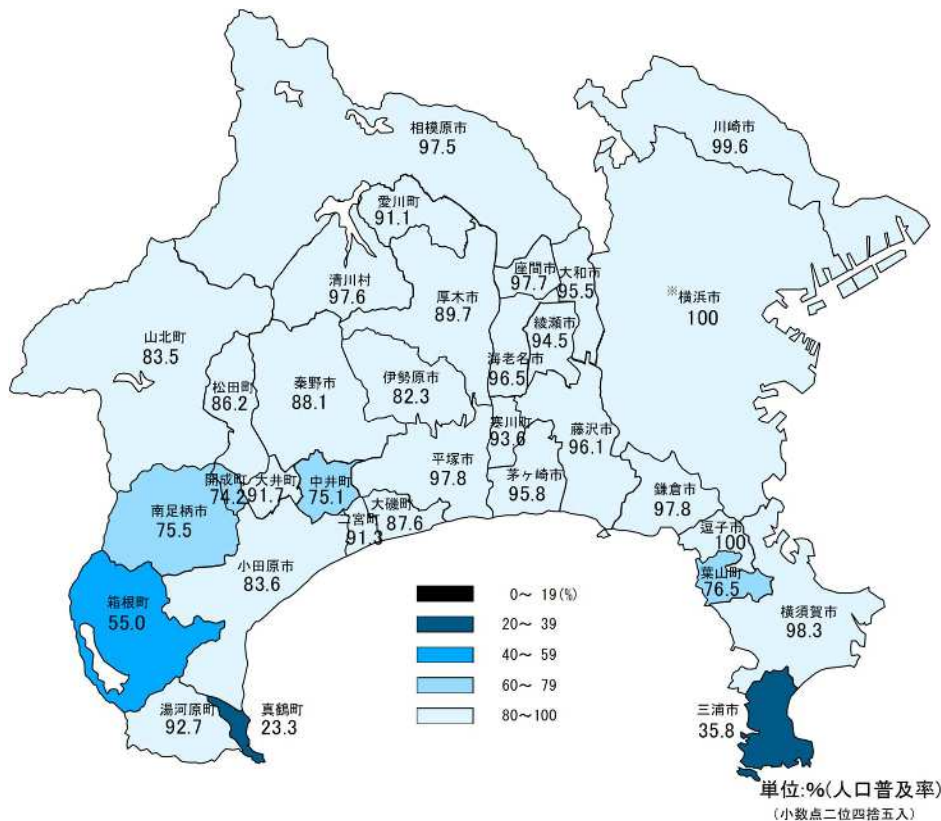 相模原市
97.5
川崎市
99.6
愛川町
91.1
座間市
97.7
大和市
95.5
清川村
97.6
厚木市
89.7
※横浜市
100
綾瀬市
94.5
山北町
83.5
海老名市
96.5
松田町
86.2
秦野市
88.1
伊勢原市
82.3
寒川町
93.6
藤沢市
96.1
平塚市
97.8
茅ヶ崎市
95.8
開成町
74.2
大井町
91.7
中井町
75.1
鎌倉市
97.8
南足柄市
75.5
大磯町
87.6
二宮町
91.3
逗子市
100
小田原市
83.6
葉山町
76.5
箱根町
55.0
横須賀市
98.3
0～ 19(%)
20～ 39
40～ 59
60～ 79
80～100
湯河原町
92.7
真鶴町
23.3
三浦市
35.8
単位:%(人口普及率)
(小数点二位四捨五入)